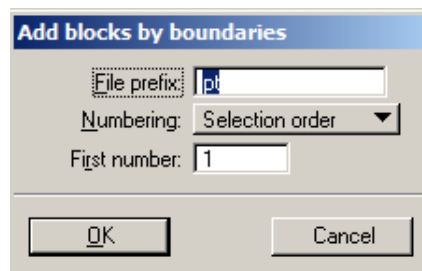 Add blocks by boundaries
File prefix: pt
Numbering: Selection order
First number: 1
OK Cancel